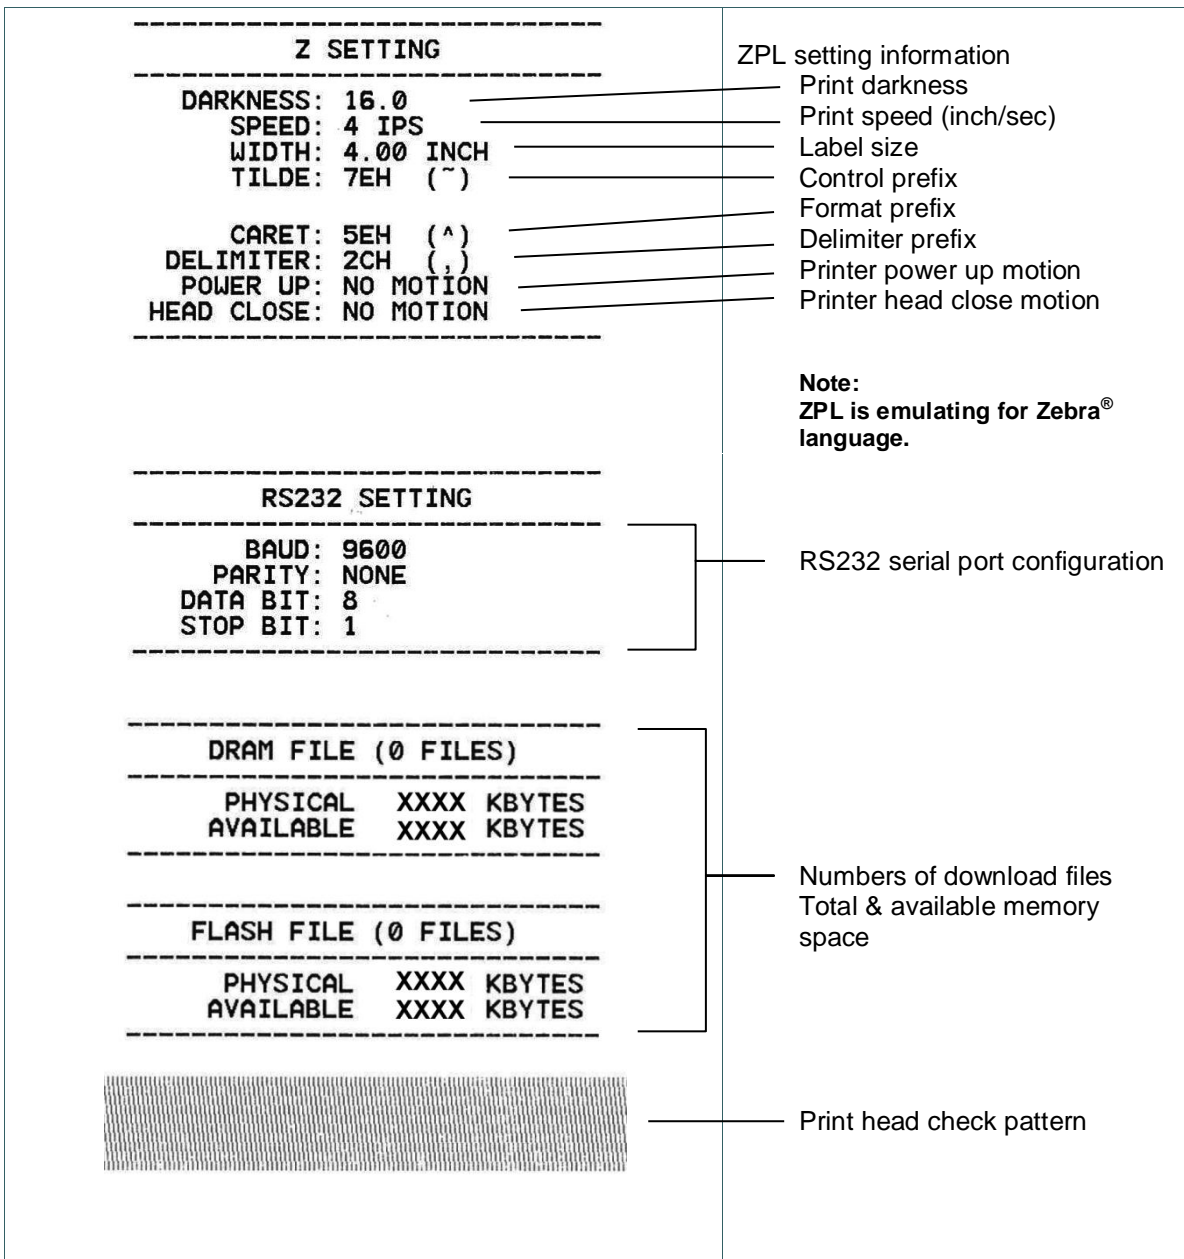 Z SETTING
DARKNESS: 16.0
SPEED: 4 IPS
WIDTH: 4.00 INCH
TILDE: 7EH (~)
CARET: 5EH (^)
DELIMITER: 2CH (,)
POWER UP: NO MOTION
HEAD CLOSE: NO MOTION
ZPL setting information
Print darkness
Print speed (inch/sec)
Label size
Control prefix
Format prefix
Delimiter prefix
Printer power up motion
Printer head close motion
Note:
ZPL is emulating for Zebra®
language.
RS232 SETTING
BAUD: 9600
PARITY: NONE
DATA BIT: 8
STOP BIT: 1
RS232 serial port configuration
DRAM FILE (0 FILES)
PHYSICAL XXXX KBYTES
AVAILABLE XXXX KBYTES
FLASH FILE (0 FILES)
PHYSICAL XXXX KBYTES
AVAILABLE XXXX KBYTES
Numbers of download files
Total & available memory
space
Print head check pattern